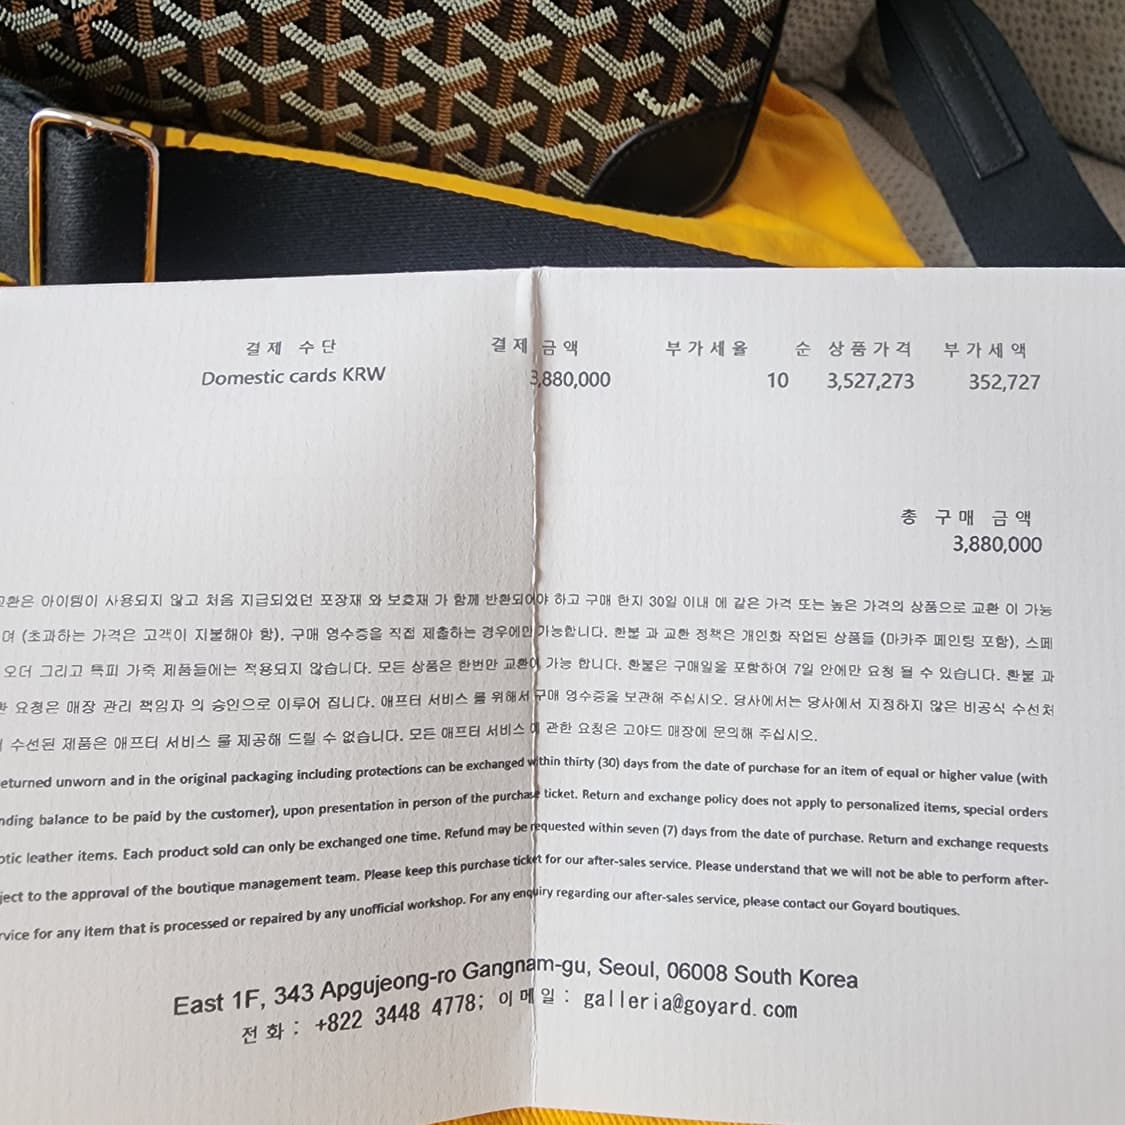 결제 수단 결제 금액 부가세율 순 상품가격 부가세액
Domestic cards KRW 3,880,000 10 3,527,273 352,727
총 구매 금액
3,880,000
교환은 아이템이 사용되지 않고 처음 지급되었던 포장재 와 보호재 가 함께 반환되어야 하고 구매 한지 30일 이내 에 같은 가격 또는 높은 가격의 상품으로 교환 이 가능
며 (초과하는 가격은 고객이 지불해야 함), 구매 영수증을 직접 제출하는 경우에만 가능합니다. 환불 과 교환 정책은 개인화 작업된 상품들 (마카주 페인팅 포함), 스페
오더 그리고 특피 가죽 제품들에는 적용되지 않습니다. 모든 상품은 한번만 교환이 가능 합니다. 환불은 구매일을 포함하여 7일 안에만 요청 될 수 있습니다. 환불 과
환 요청은 매장 관리 책임자 의 승인으로 이루어 집니다. 애프터 서비스 를 위해서 구매 영수증을 보관해 주십시오. 당사에서는 당사에서 지정하지 않은 비공식 수선처
수선된 제품은 애프터 서비스 를 제공해 드릴 수 없습니다. 모든 애프터 서비스 에 관한 요청은 고야드 매장에 문의해 주십시오.
eturned unworn and in the original packaging including protections can be exchanged within thirty (30) days from the date of purchase for an item of equal or higher value (with
nding balance to be paid by the customer), upon presentation in person of the purchase ticket. Return and exchange policy does not apply to personalized items, special orders
otic leather items. Each product sold can only be exchanged one time. Refund may be requested within seven (7) days from the date of purchase. Return and exchange requests
ject to the approval of the boutique management team. Please keep this purchase ticket for our after-sales service. Please understand that we will not be able to perform after-
rvice for any item that is processed or repaired by any unofficial workshop. For any enquiry regarding our after-sales service, please contact our Goyard boutiques.
East 1F, 343 Apgujeong-ro Gangnam-gu, Seoul, 06008 South Korea
전화: +822 3448 4778; 이메일: galleria@goyard.com